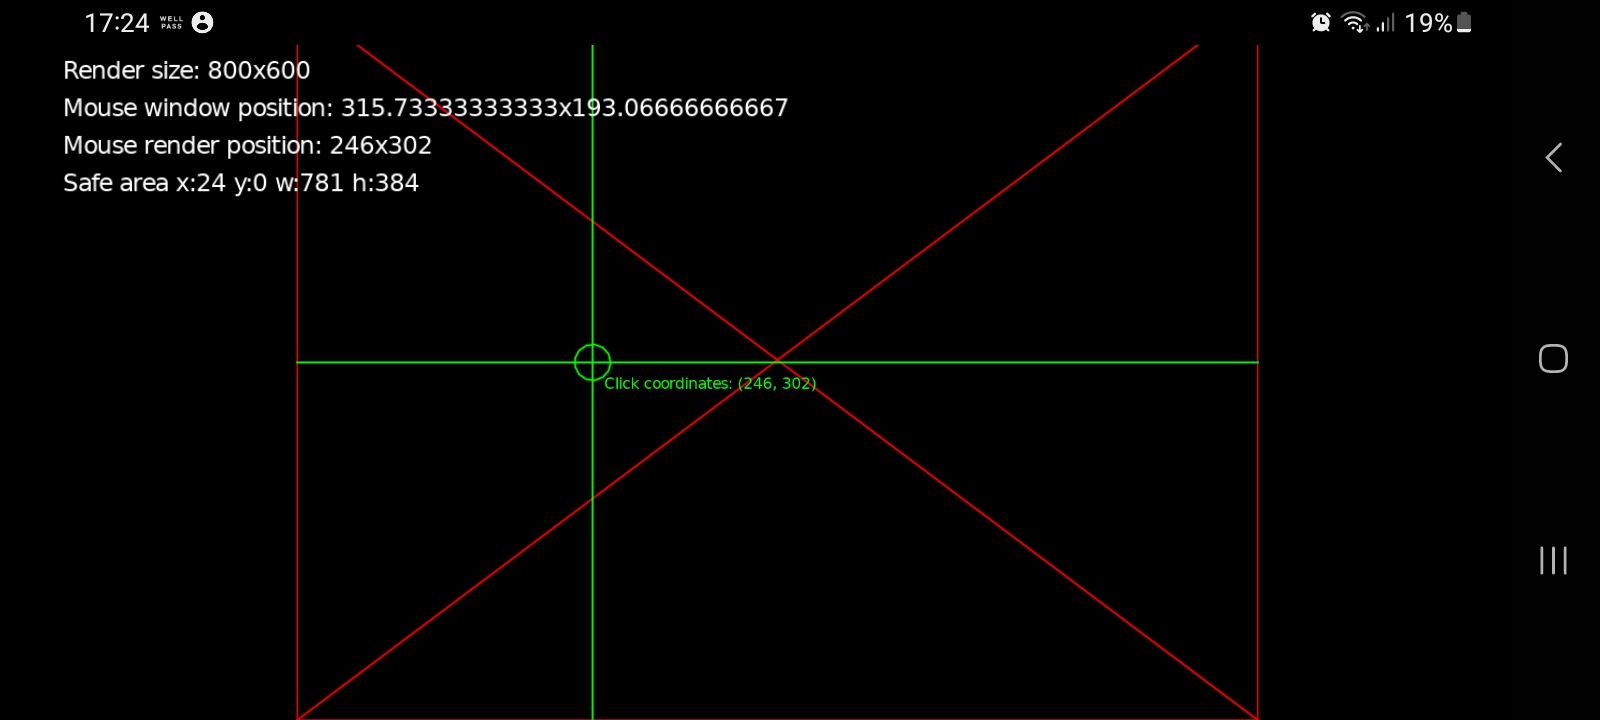 17:24 WELL PASS 19%
Render size: 800x600
Mouse window position: 315.73333333333x193.06666666667
Mouse render position: 246x302
Safe area x:24 y:0 w:781 h:384
Click coordinates: (246, 302)